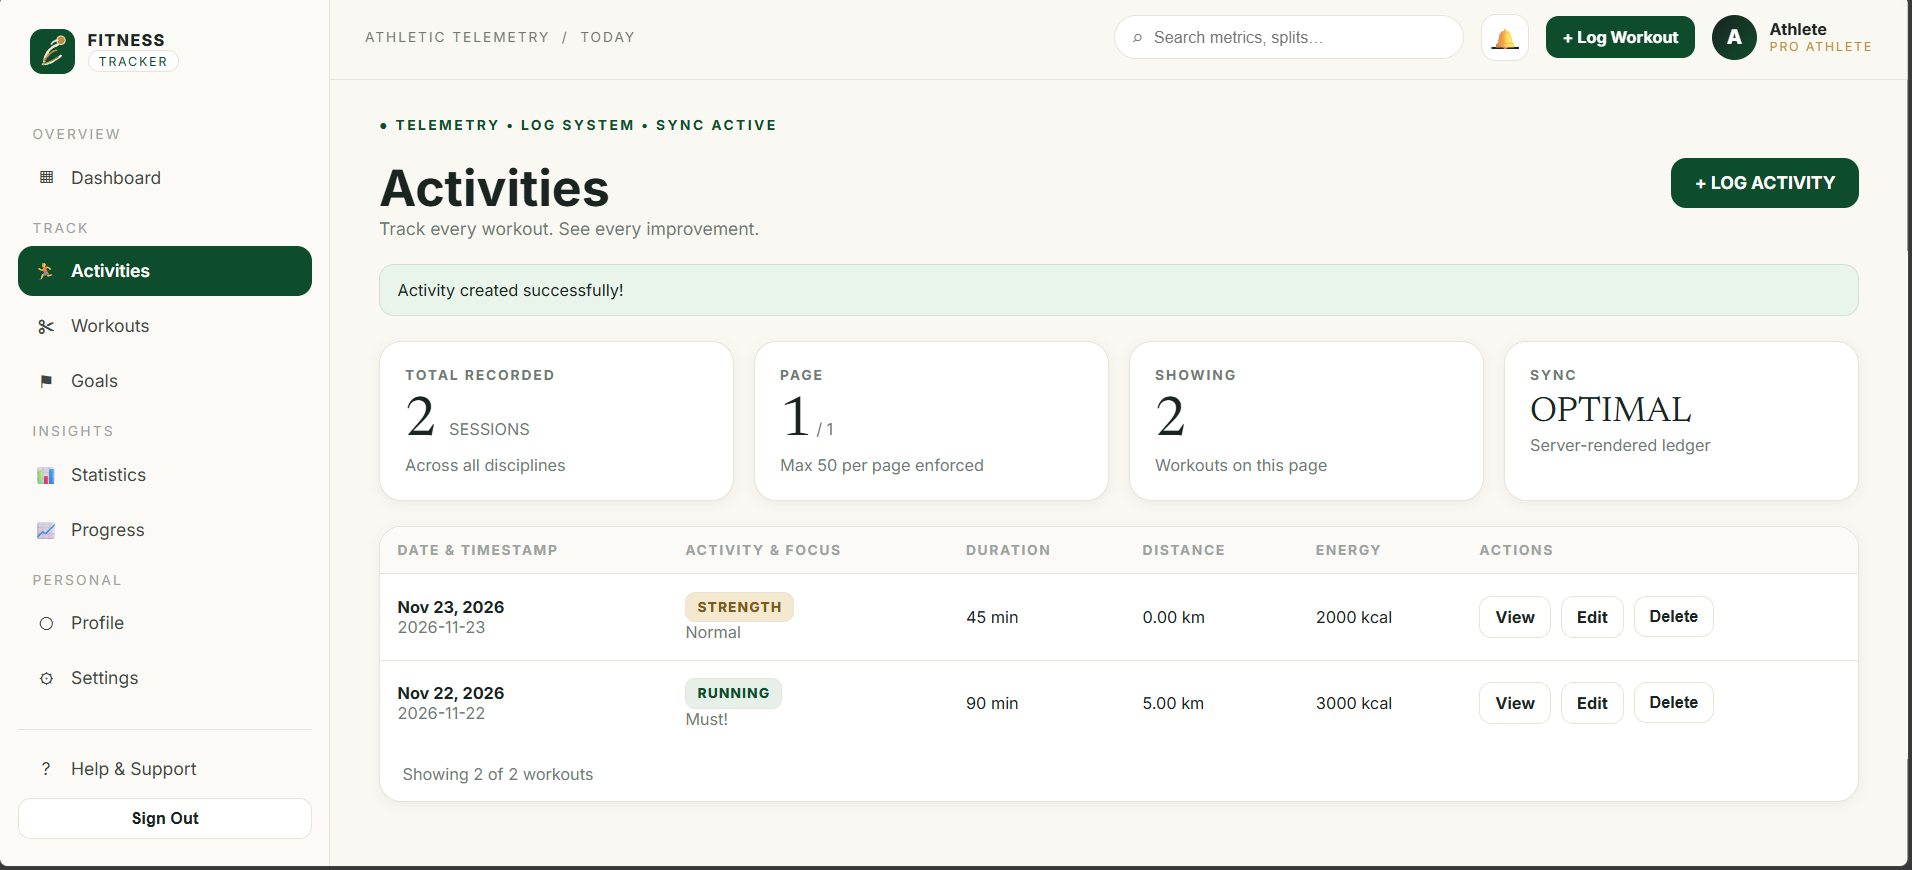 FITNESS
TRACKER
ATHLETIC TELEMETRY / TODAY
Search metrics, splits...
+ Log Workout
A
Athlete
PRO ATHLETE
OVERVIEW
Dashboard
TRACK
Activities
Workouts
Goals
INSIGHTS
Statistics
Progress
PERSONAL
Profile
Settings
? Help & Support
Sign Out
• TELEMETRY • LOG SYSTEM • SYNC ACTIVE
Activities
Track every workout. See every improvement.
+ LOG ACTIVITY
Activity created successfully!
TOTAL RECORDED
2 SESSIONS
Across all disciplines
PAGE
1 / 1
Max 50 per page enforced
SHOWING
2
Workouts on this page
SYNC
OPTIMAL
Server-rendered ledger
DATE & TIMESTAMP ACTIVITY & FOCUS DURATION DISTANCE ENERGY ACTIONS
Nov 23, 2026
2026-11-23
STRENGTH
Normal
45 min 0.00 km 2000 kcal View Edit Delete
Nov 22, 2026
2026-11-22
RUNNING
Must!
90 min 5.00 km 3000 kcal View Edit Delete
Showing 2 of 2 workouts